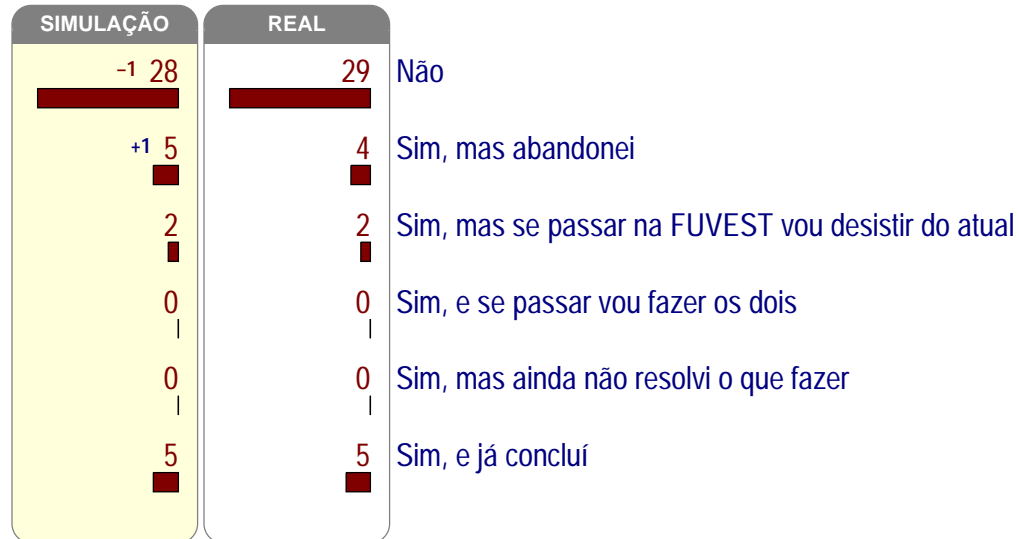 SIMULAÇÃO REAL
−1 28 29 Não
+1 5 4 Sim, mas abandonei
2 2 Sim, mas se passar na FUVEST vou desistir do atual
0 0 Sim, e se passar vou fazer os dois
0 0 Sim, mas ainda não resolvi o que fazer
5 5 Sim, e já concluí